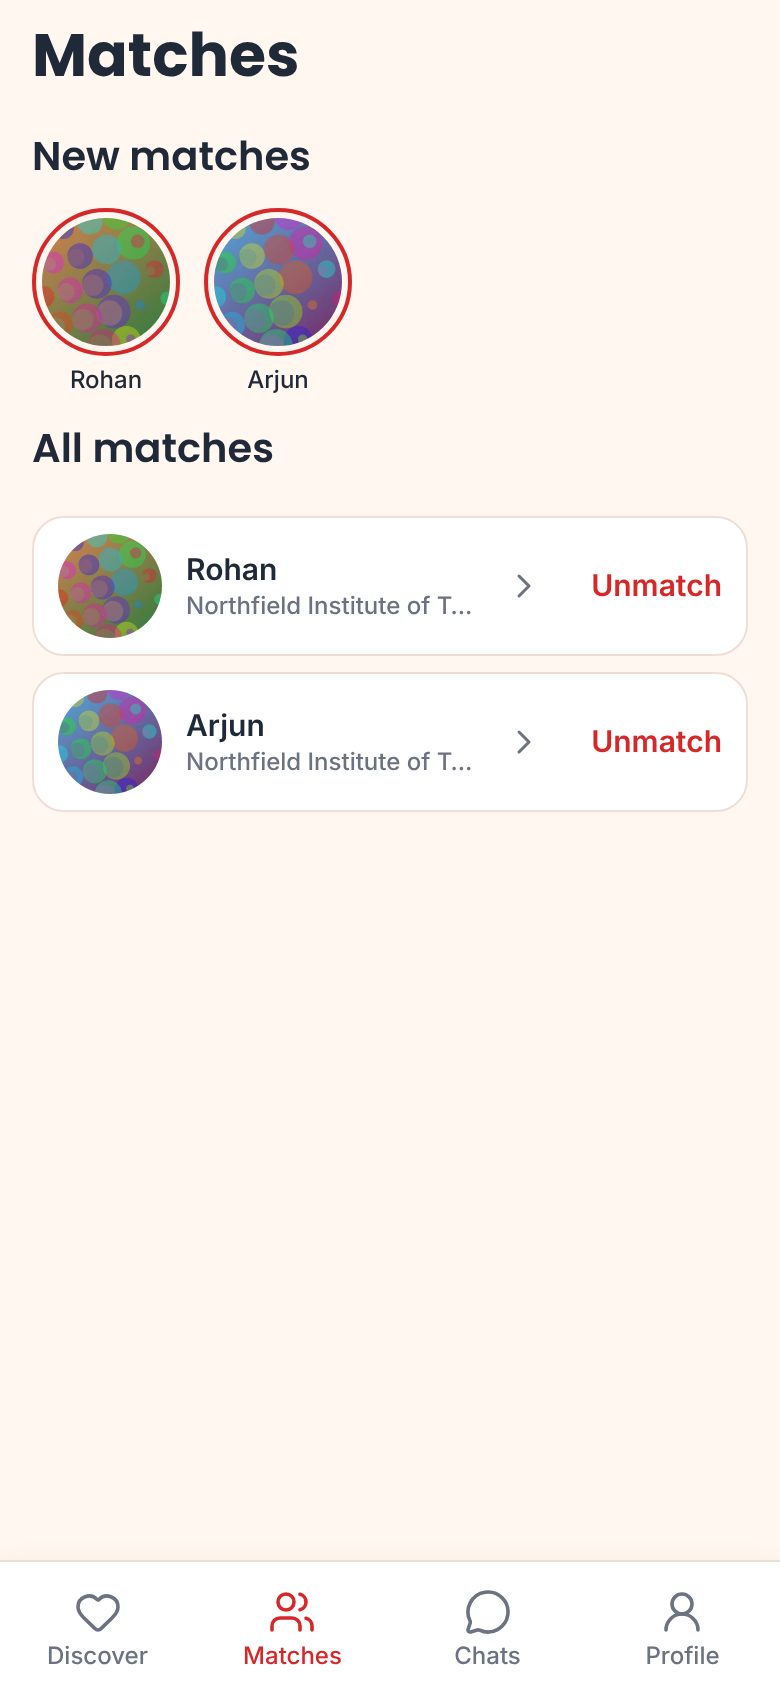 Matches
New matches
Rohan
Arjun
All matches
Rohan
Northfield Institute of T...
Unmatch
Arjun
Northfield Institute of T...
Unmatch
Discover
Matches
Chats
Profile